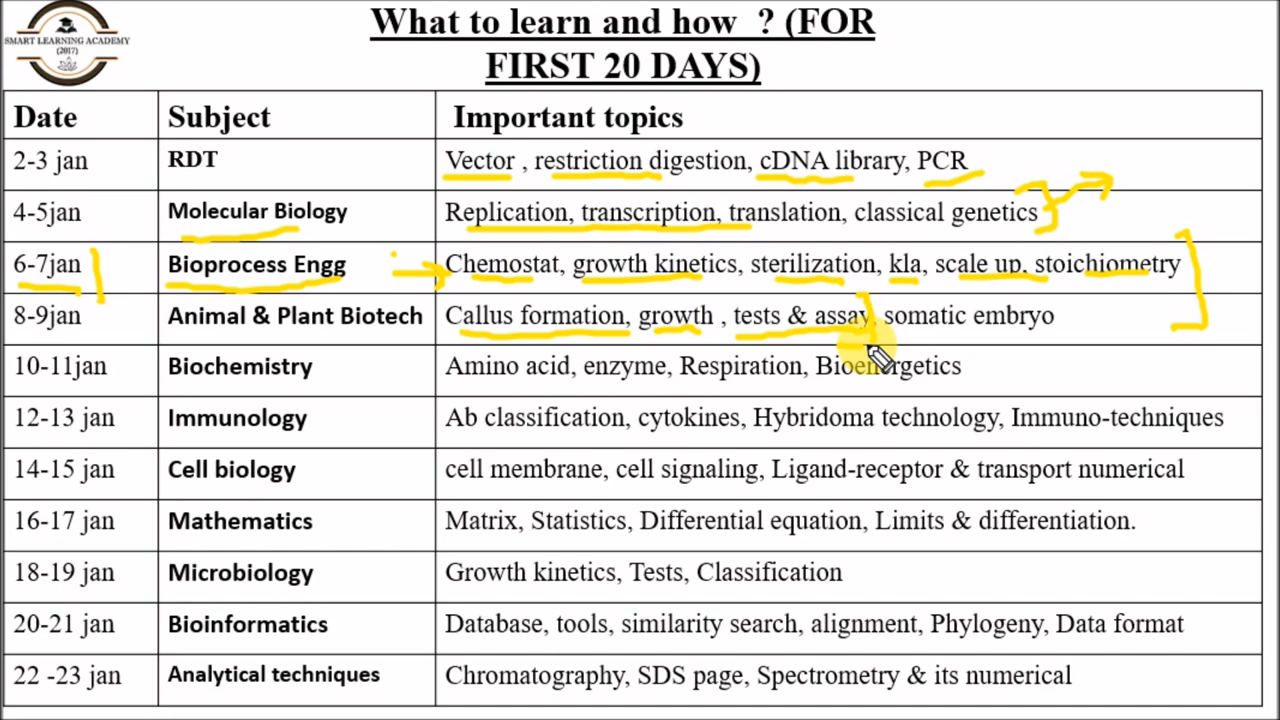 SMART LEARNING ACADEMY
(2017)
What to learn and how ? (FOR
FIRST 20 DAYS)
Date Subject Important topics
2-3 jan RDT Vector , restriction digestion, cDNA library, PCR
4-5jan Molecular Biology Replication, transcription, translation, classical genetics
6-7jan Bioprocess Engg Chemostat, growth kinetics, sterilization, kla, scale up, stoichiometry
8-9jan Animal & Plant Biotech Callus formation, growth , tests & assay, somatic embryo
10-11jan Biochemistry Amino acid, enzyme, Respiration, Bioenergetics
12-13 jan Immunology Ab classification, cytokines, Hybridoma technology, Immuno-techniques
14-15 jan Cell biology cell membrane, cell signaling, Ligand-receptor & transport numerical
16-17 jan Mathematics Matrix, Statistics, Differential equation, Limits & differentiation.
18-19 jan Microbiology Growth kinetics, Tests, Classification
20-21 jan Bioinformatics Database, tools, similarity search, alignment, Phylogeny, Data format
22 -23 jan Analytical techniques Chromatography, SDS page, Spectrometry & its numerical